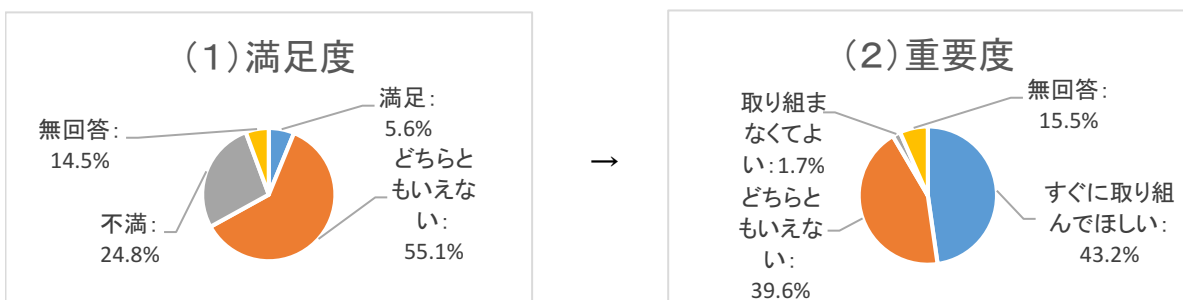 (1)満足度
満足:
5.6%
どちらと
もいえな
い:
55.1%
不満:
24.8%
無回答:
14.5%
→
(2)重要度
無回答:
15.5%
すぐに取り組
んでほしい:
43.2%
どちらと
もいえな
い:
39.6%
取り組ま
なくてよ
い:1.7%